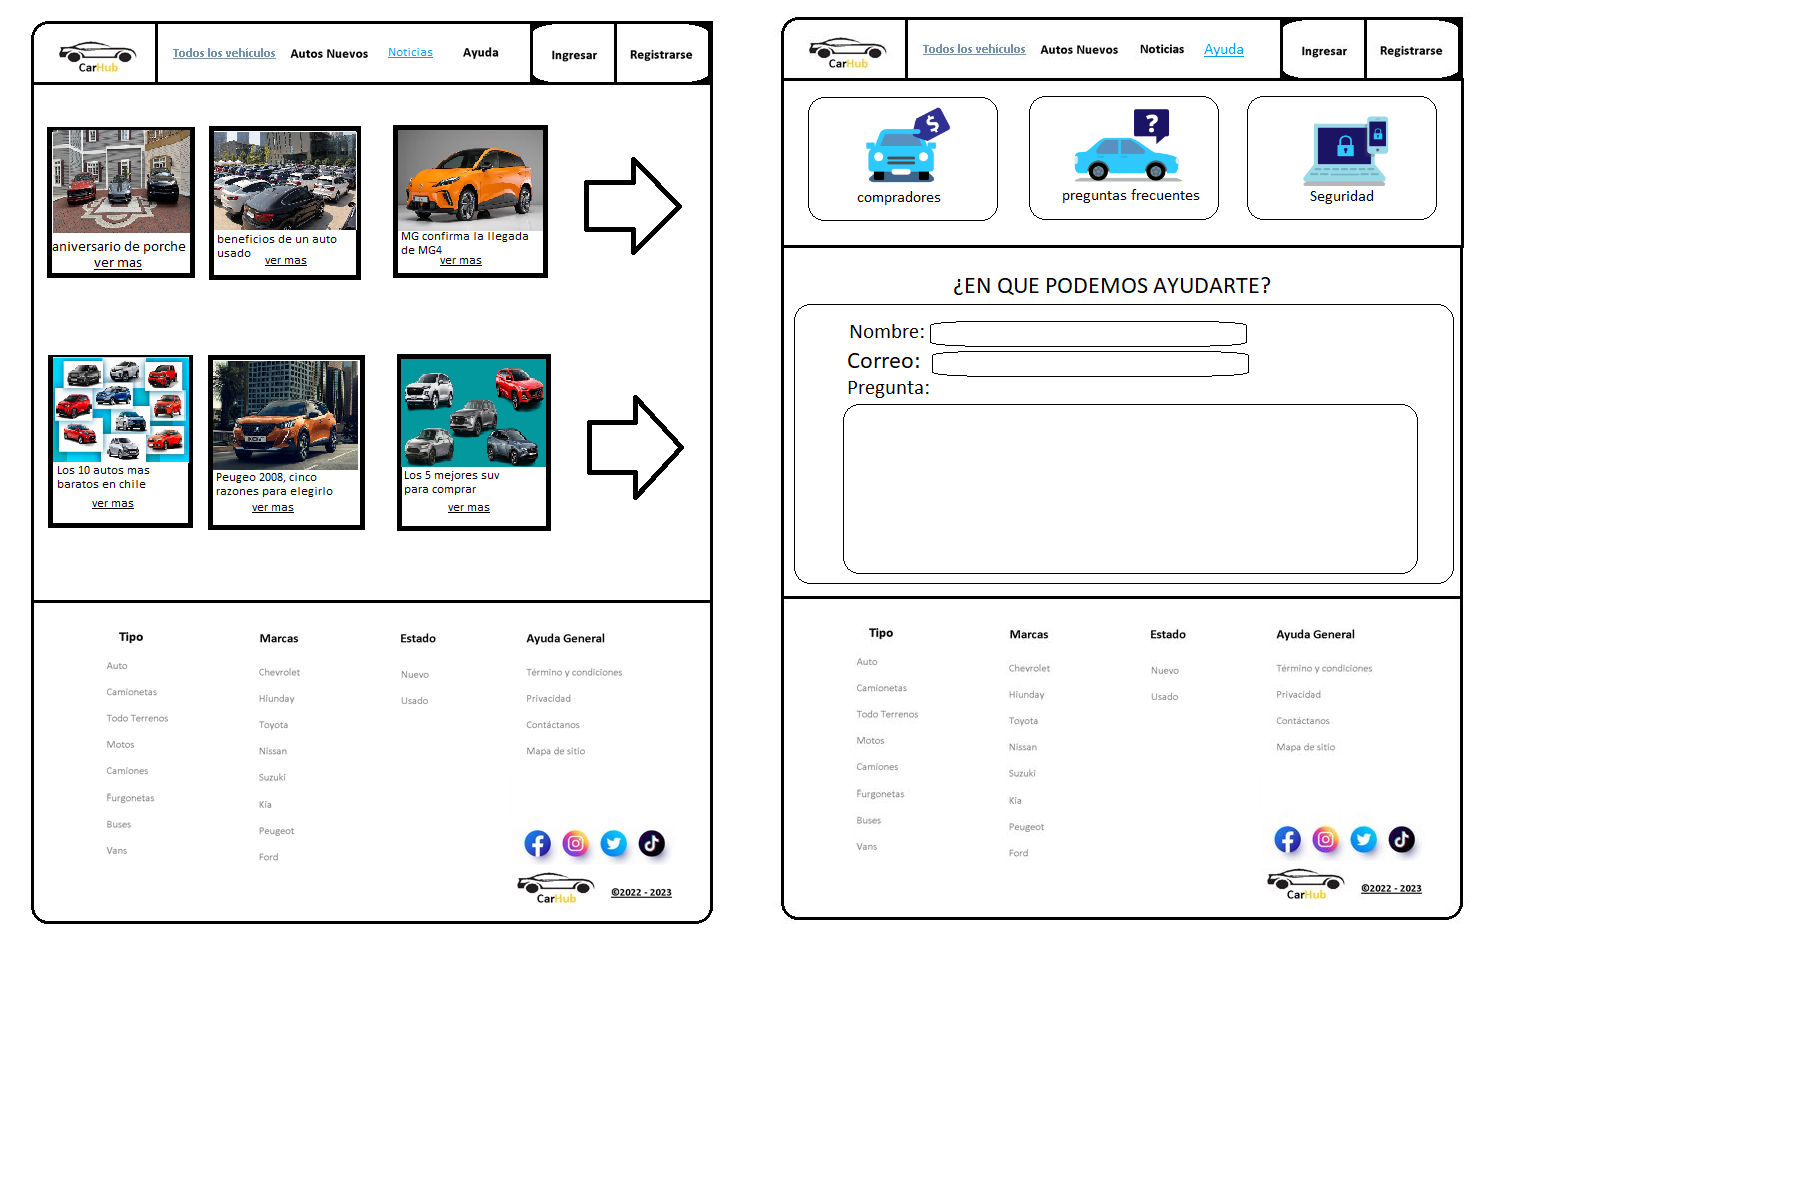 CarHub
Todos los vehículos
Autos Nuevos
Noticias
Ayuda
Ingresar
Registrarse
aniversario de porche
ver mas
beneficios de un auto
usado
ver mas
MG confirma la llegada
de MG4
ver mas
Los 10 autos mas
baratos en chile
ver mas
Peugeo 2008, cinco
razones para elegirlo
ver mas
Los 5 mejores suv
para comprar
ver mas
Tipo
Auto
Camionetas
Todo Terrenos
Motos
Camiones
Furgonetas
Buses
Vans
Marcas
Chevrolet
Hiunday
Toyota
Nissan
Suzuki
Kia
Peugeot
Ford
Estado
Nuevo
Usado
Ayuda General
Término y condiciones
Privacidad
Contáctanos
Mapa de sitio
CarHub
©2022 - 2023
CarHub
Todos los vehículos
Autos Nuevos
Noticias
Ayuda
Ingresar
Registrarse
$
compradores
?
preguntas frecuentes
Seguridad
¿EN QUE PODEMOS AYUDARTE?
Nombre:
Correo:
Pregunta:
Tipo
Auto
Camionetas
Todo Terrenos
Motos
Camiones
Furgonetas
Buses
Vans
Marcas
Chevrolet
Hiunday
Toyota
Nissan
Suzuki
Kia
Peugeot
Ford
Estado
Nuevo
Usado
Ayuda General
Término y condiciones
Privacidad
Contáctanos
Mapa de sitio
CarHub
©2022 - 2023